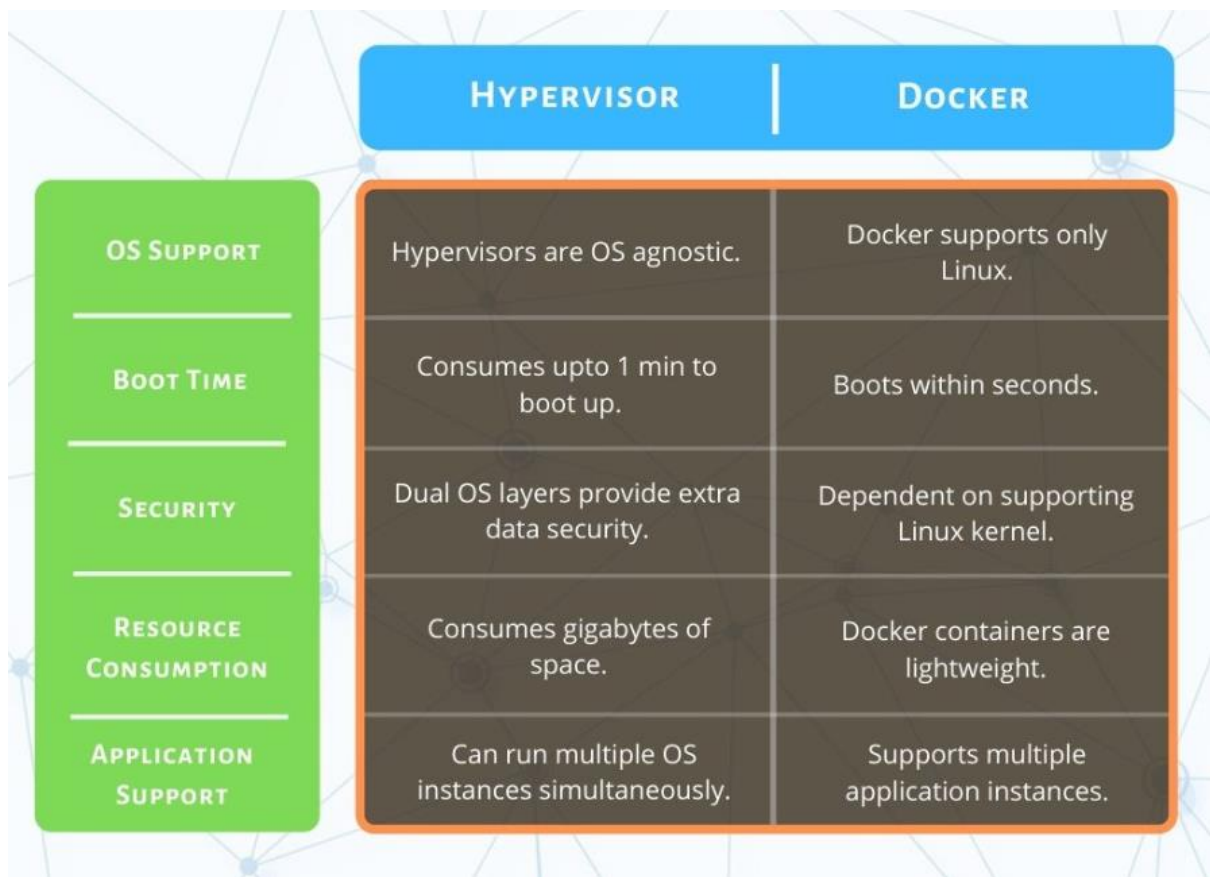 HYPERVISOR
DOCKER
OS SUPPORT
Hypervisors are OS agnostic.
Docker supports only
Linux.
BOOT TIME
Consumes upto 1 min to
boot up.
Boots within seconds.
SECURITY
Dual OS layers provide extra
data security.
Dependent on supporting
Linux kernel.
RESOURCE
CONSUMPTION
Consumes gigabytes of
space.
Docker containers are
lightweight.
APPLICATION
SUPPORT
Can run multiple OS
instances simultaneously.
Supports multiple
application instances.